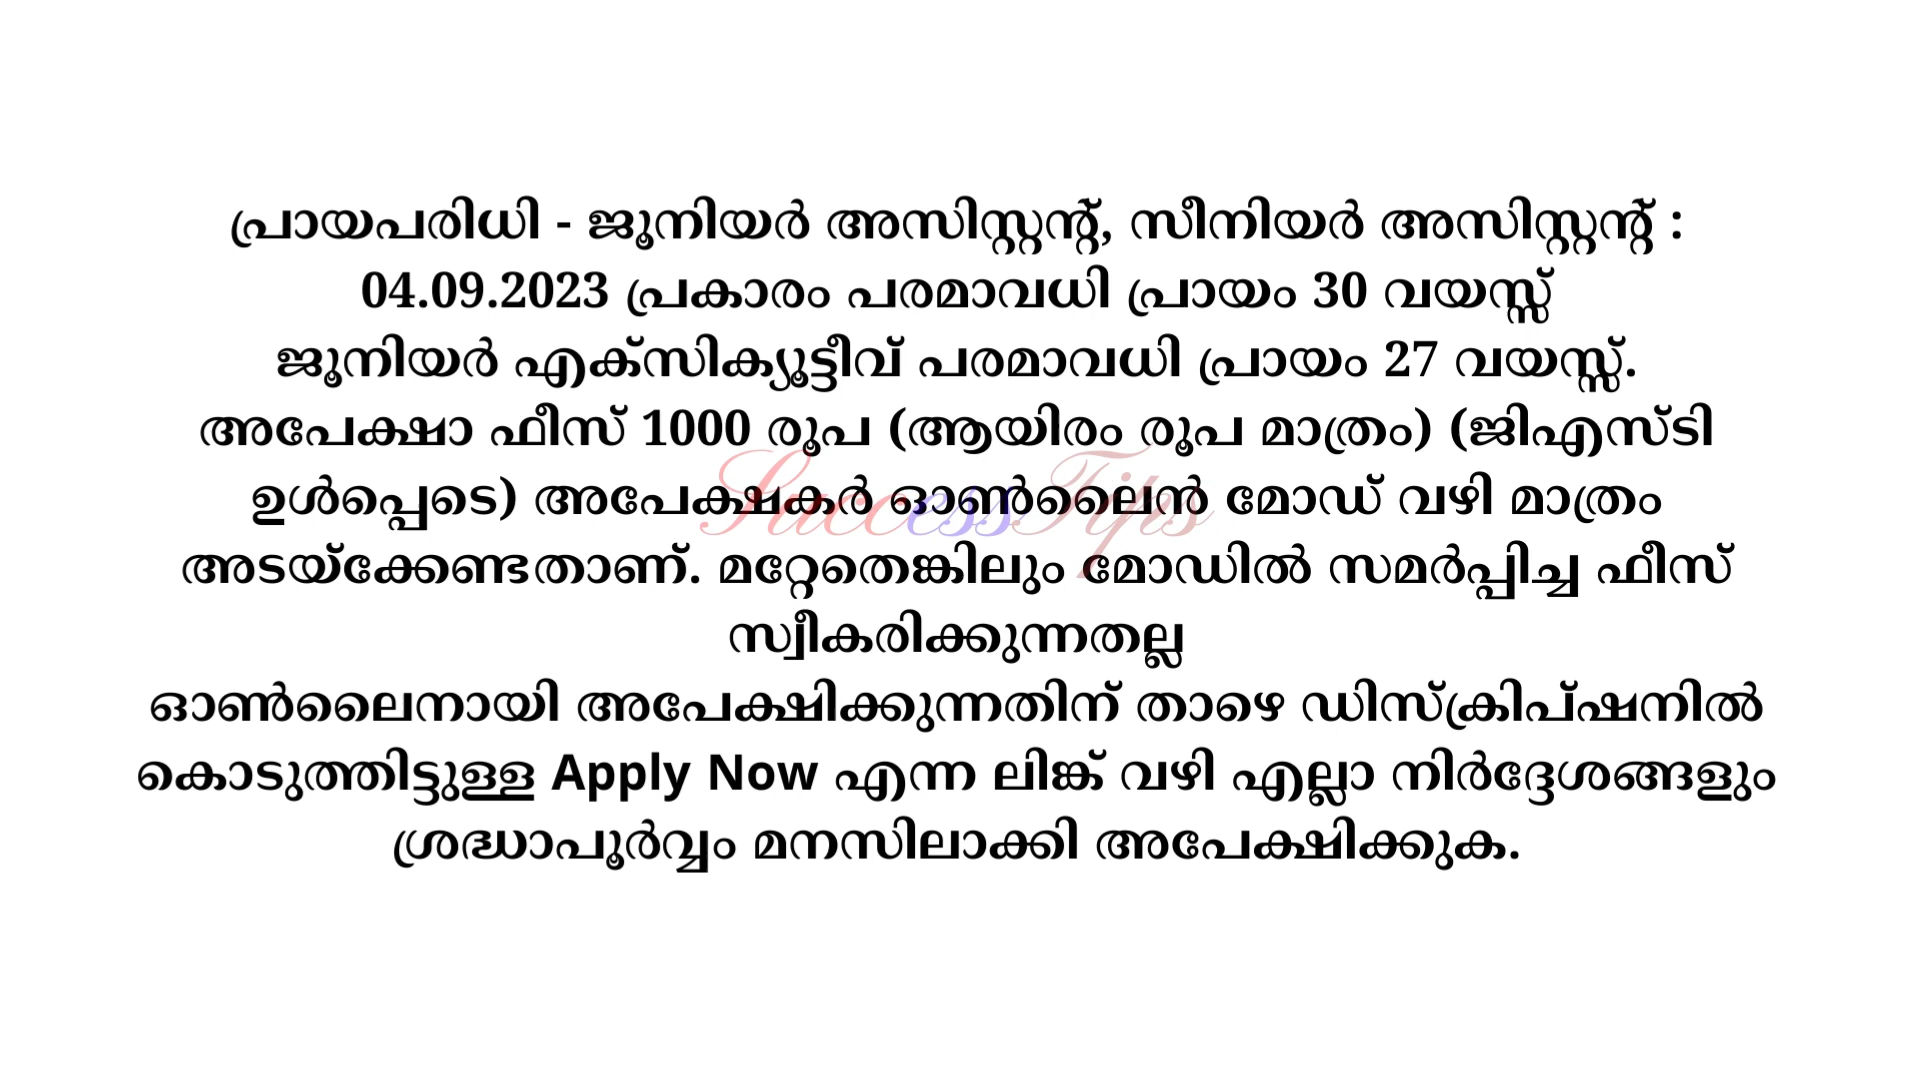 പ്രായപരിധി - ജൂനിയർ അസിസ്റ്റന്റ്, സീനിയർ അസിസ്റ്റന്റ് :
04.09.2023 പ്രകാരം പരമാവധി പ്രായം 30 വയസ്സ്
ജൂനിയർ എക്സിക്യൂട്ടീവ് പരമാവധി പ്രായം 27 വയസ്സ്.
അപേക്ഷാ ഫീസ് 1000 രൂപ (ആയിരം രൂപ മാത്രം) (ജിഎസ്ടി
ഉൾപ്പെടെ) അപേക്ഷകർ ഓൺലൈൻ മോഡ് വഴി മാത്രം
SuccessTips
അടയ്ക്കേണ്ടതാണ്. മറ്റേതെങ്കിലും മോഡിൽ സമർപ്പിച്ച ഫീസ്
സ്വീകരിക്കുന്നതല്ല
ഓൺലൈനായി അപേക്ഷിക്കുന്നതിന് താഴെ ഡിസ്ക്രിപ്ഷനിൽ
കൊടുത്തിട്ടുള്ള Apply Now എന്ന ലിങ്ക് വഴി എല്ലാ നിർദ്ദേശങ്ങളും
ശ്രദ്ധാപൂർവ്വം മനസിലാക്കി അപേക്ഷിക്കുക.